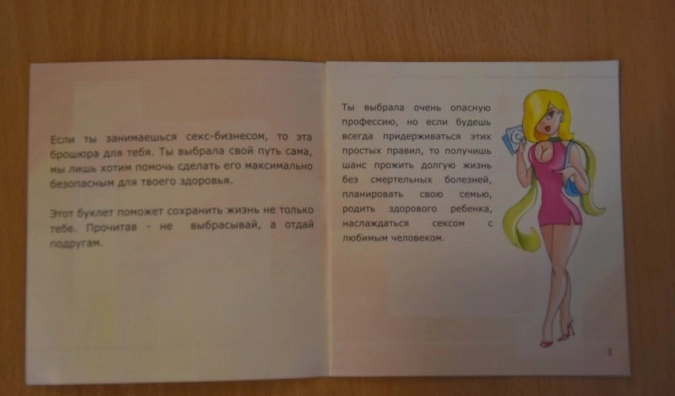 Если ты занимаешься секс-бизнесом, то эта
брошюра для тебя. Ты выбрала свой путь сама,
мы лишь хотим помочь сделать его максимально
безопасным для твоего здоровья.
Этот буклет поможет сохранить жизнь не только
тебе. Прочитав - не выбрасывай, а отдай
подругам.
Ты выбрала очень опасную
профессию, но если будешь
всегда придерживаться этих
простых правил, то получишь
шанс прожить долгую жизнь
без смертельных болезней,
планировать свою семью,
родить здорового ребенка,
наслаждаться сексом с
любимым человеком.
1